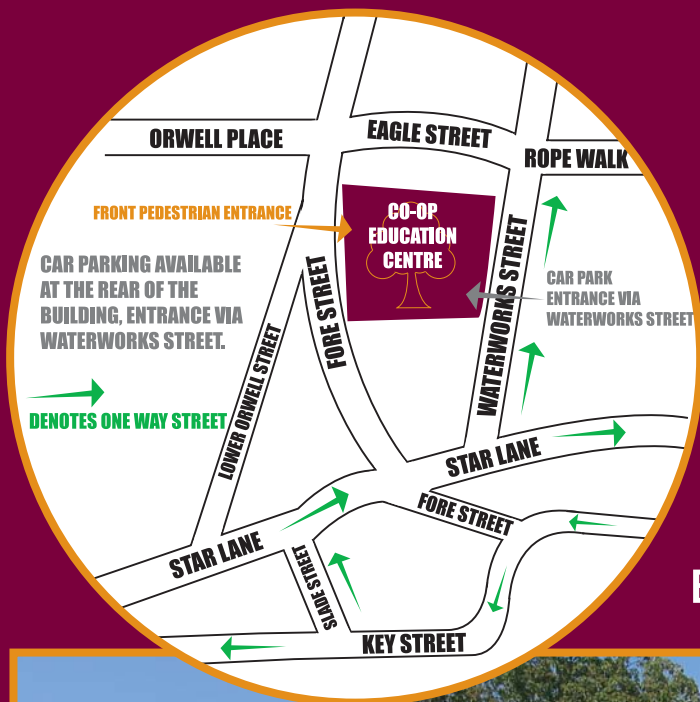 ORWELL PLACE
EAGLE STREET
ROPE WALK
FRONT PEDESTRIAN ENTRANCE
CO-OP
EDUCATION
CENTRE
CAR PARKING AVAILABLE
AT THE REAR OF THE
BUILDING, ENTRANCE VIA
WATERWORKS STREET.
CAR PARK
ENTRANCE VIA
WATERWORKS STREET
FORE STREET
WATERWORKS STREET
LOWER ORWELL STREET
DENOTES ONE WAY STREET
STAR LANE
FORE STREET
STAR LANE
SLADE STREET
KEY STREET